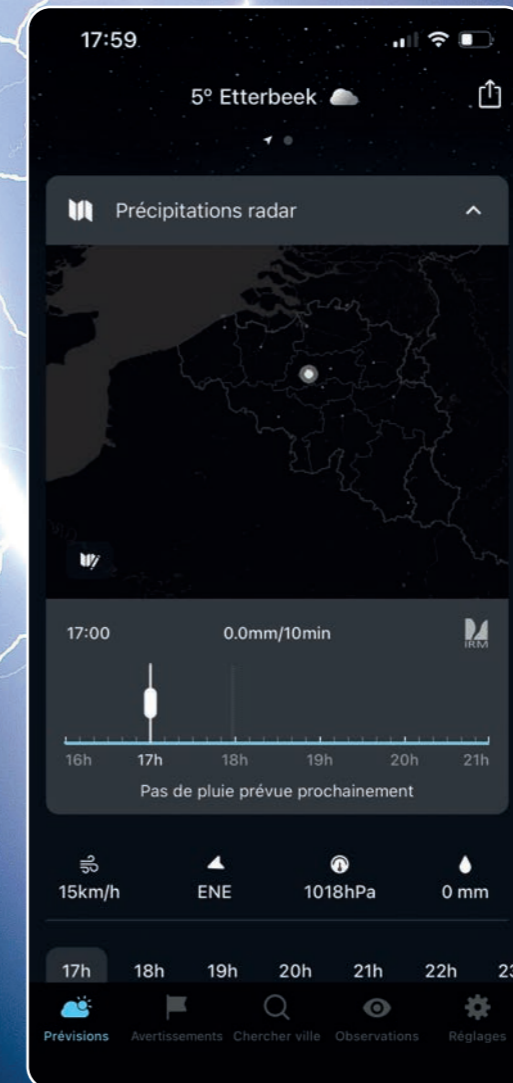 17:59
5° Etterbeek
Précipitations radar
17:00 0.0mm/10min IRM
16h 17h 18h 19h 20h 21h
Pas de pluie prévue prochainement
15km/h ENE 1018hPa 0 mm
17h 18h 19h 20h 21h 22h 23
Prévisions Avertissements Chercher ville Observations Réglages